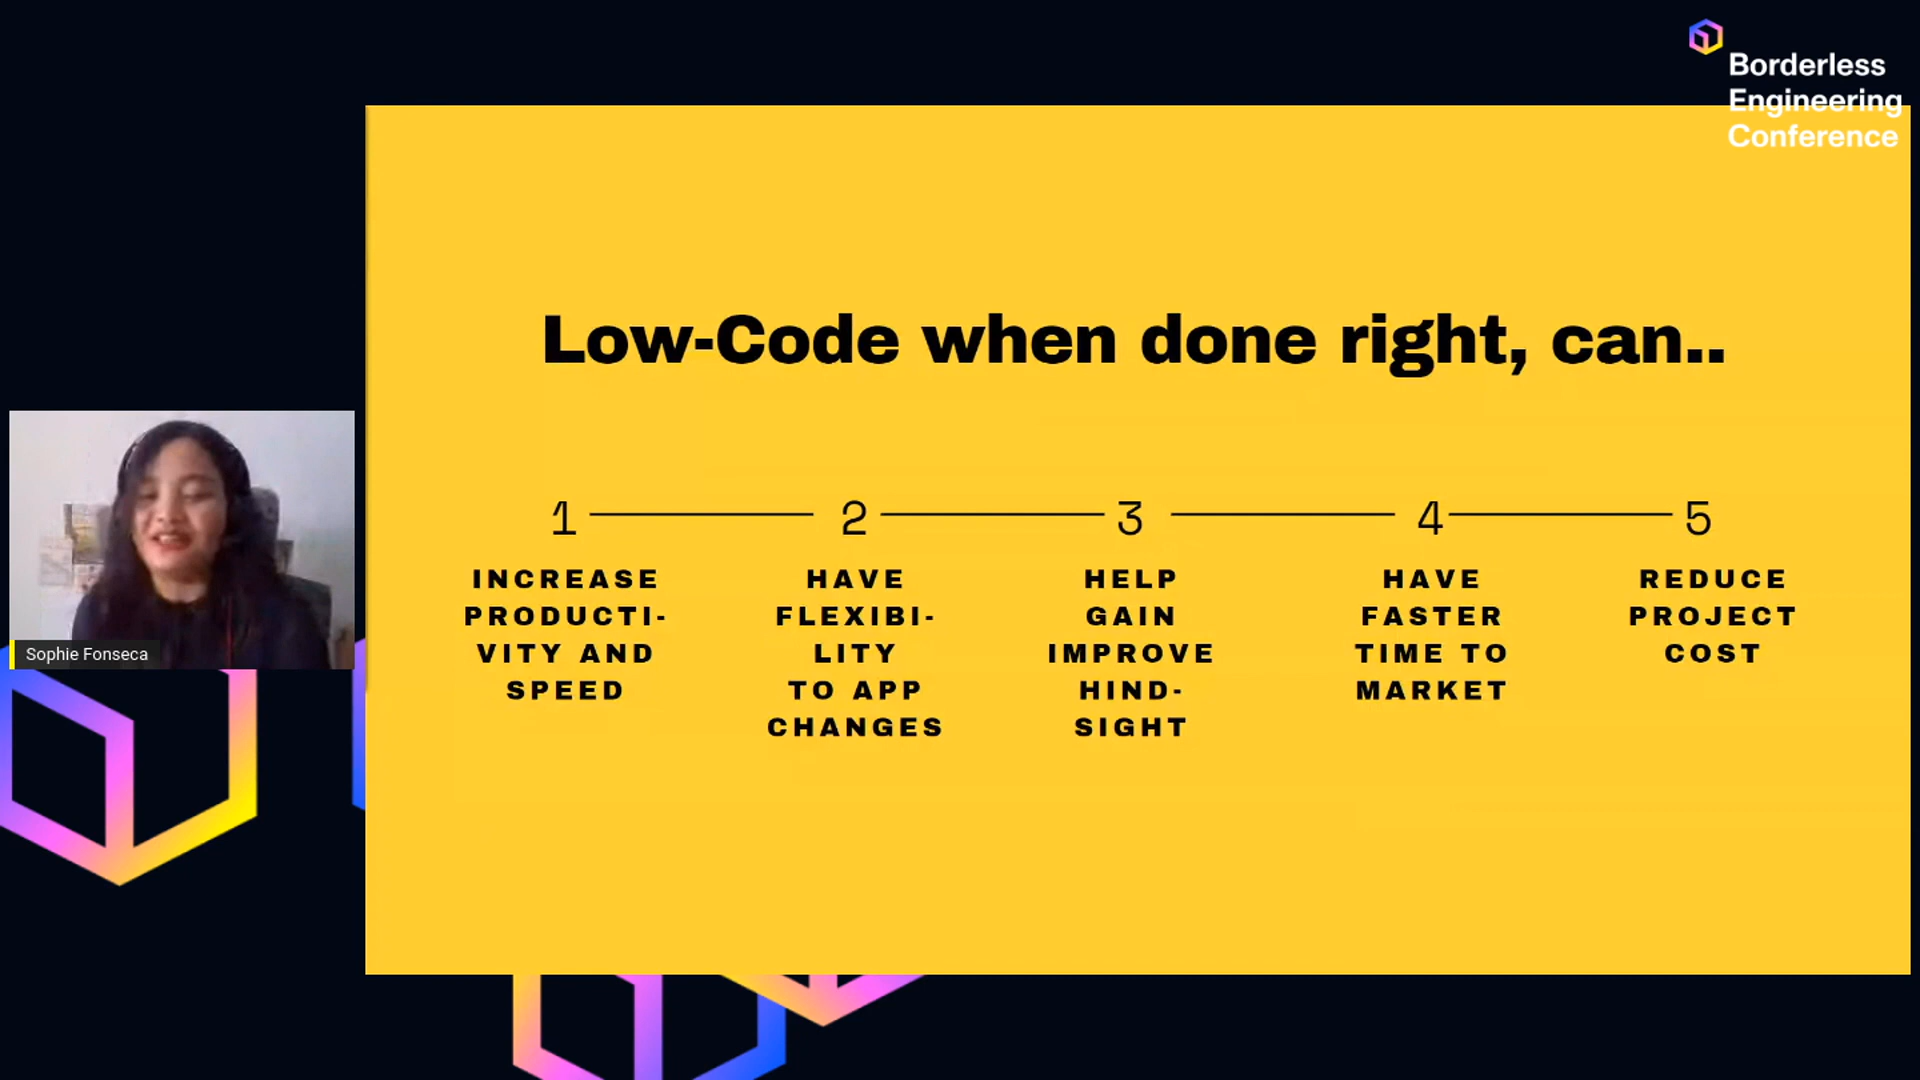 Borderless
Engineering
Conference
Low-Code when done right, can..
1
INCREASE
PRODUCTI-
VITY AND
SPEED
2
HAVE
FLEXIBI-
LITY
TO APP
CHANGES
3
HELP
GAIN
IMPROVE
HIND-
SIGHT
4
HAVE
FASTER
TIME TO
MARKET
5
REDUCE
PROJECT
COST
Sophie Fonseca